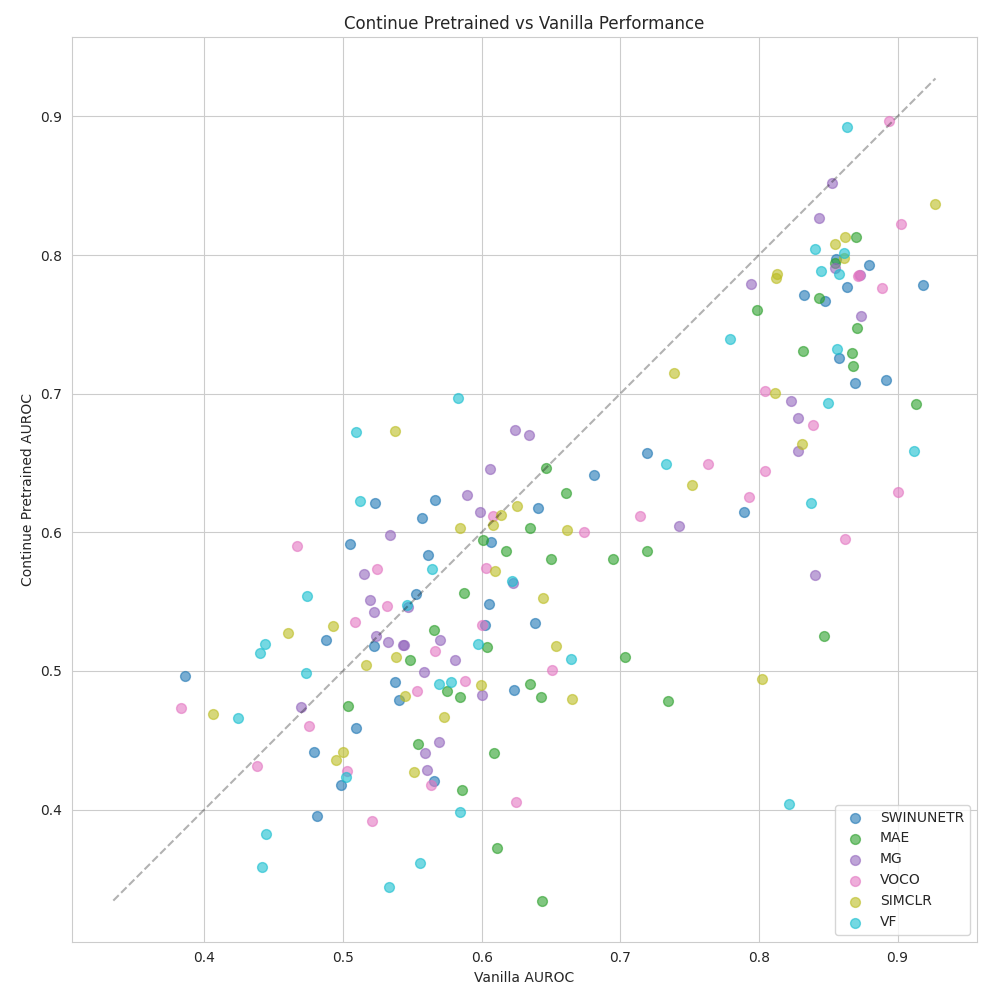 Continue Pretrained vs Vanilla Performance
Continue Pretrained AUROC
0.9
0.8
0.7
0.6
0.5
0.4
0.4
0.5
0.6
0.7
0.8
0.9
Vanilla AUROC
SWINUNETR
MAE
MG
VOCO
SIMCLR
VF